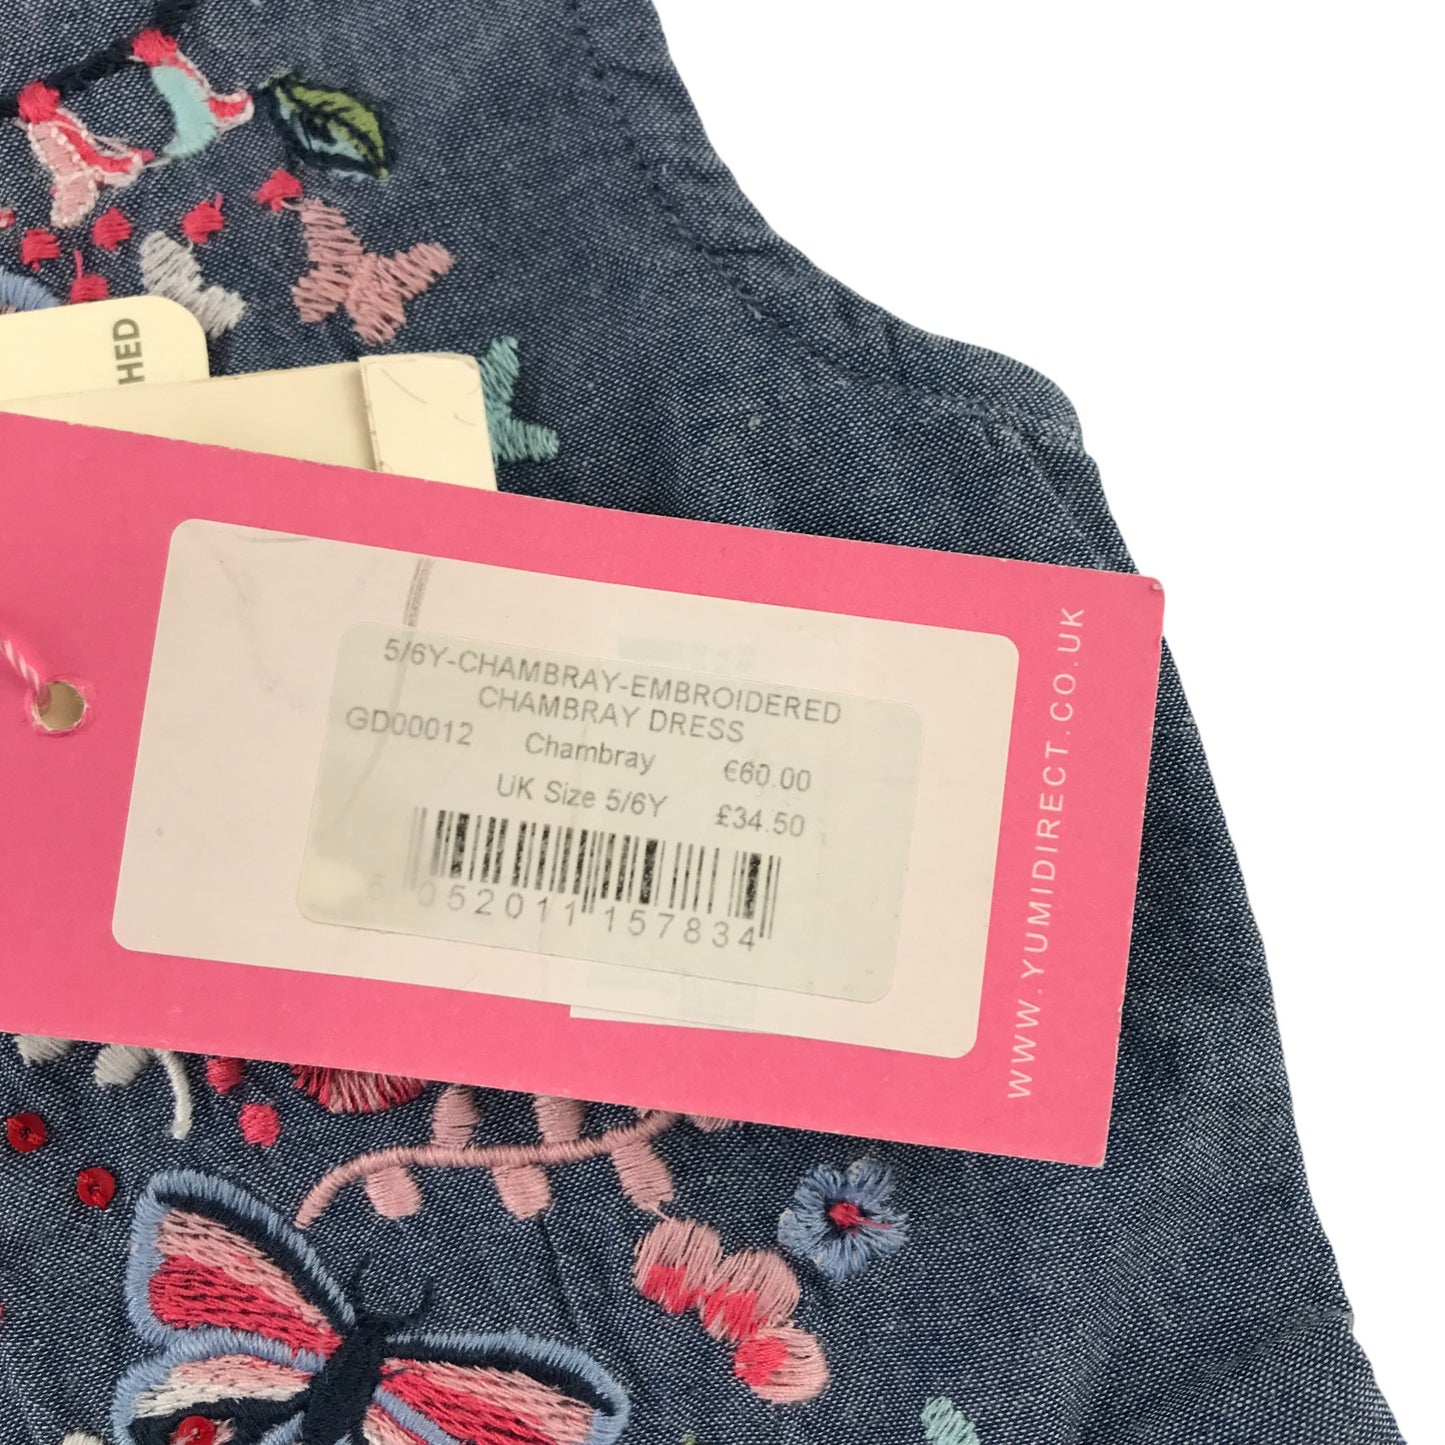 HED
5/6Y-CHAMBRAY-EMBROIDERED
CHAMBRAY DRESS
GD00012 Chambray €60.00
UK Size 5/6Y £34.50
5 052011 157834
WWW.YUMIDIRECT.CO.UK